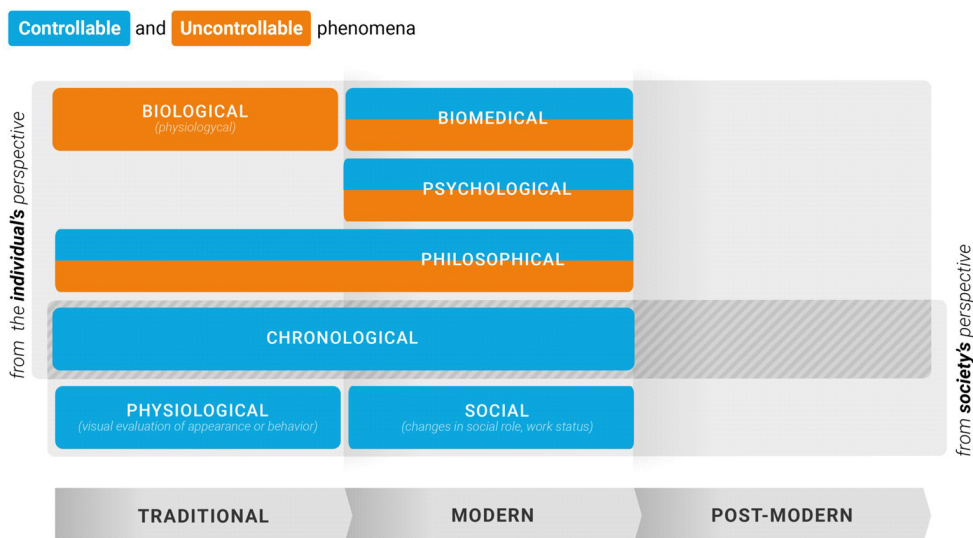 Controllable and Uncontrollable phenomena
from the individual's perspective
BIOLOGICAL
(physiologycal)
BIOMEDICAL
PSYCHOLOGICAL
PHILOSOPHICAL
CHRONOLOGICAL
PHYSIOLOGICAL
(visual evaluation of appearance or behavior)
SOCIAL
(changes in social role, work status)
from society's perspective
TRADITIONAL
MODERN
POST-MODERN